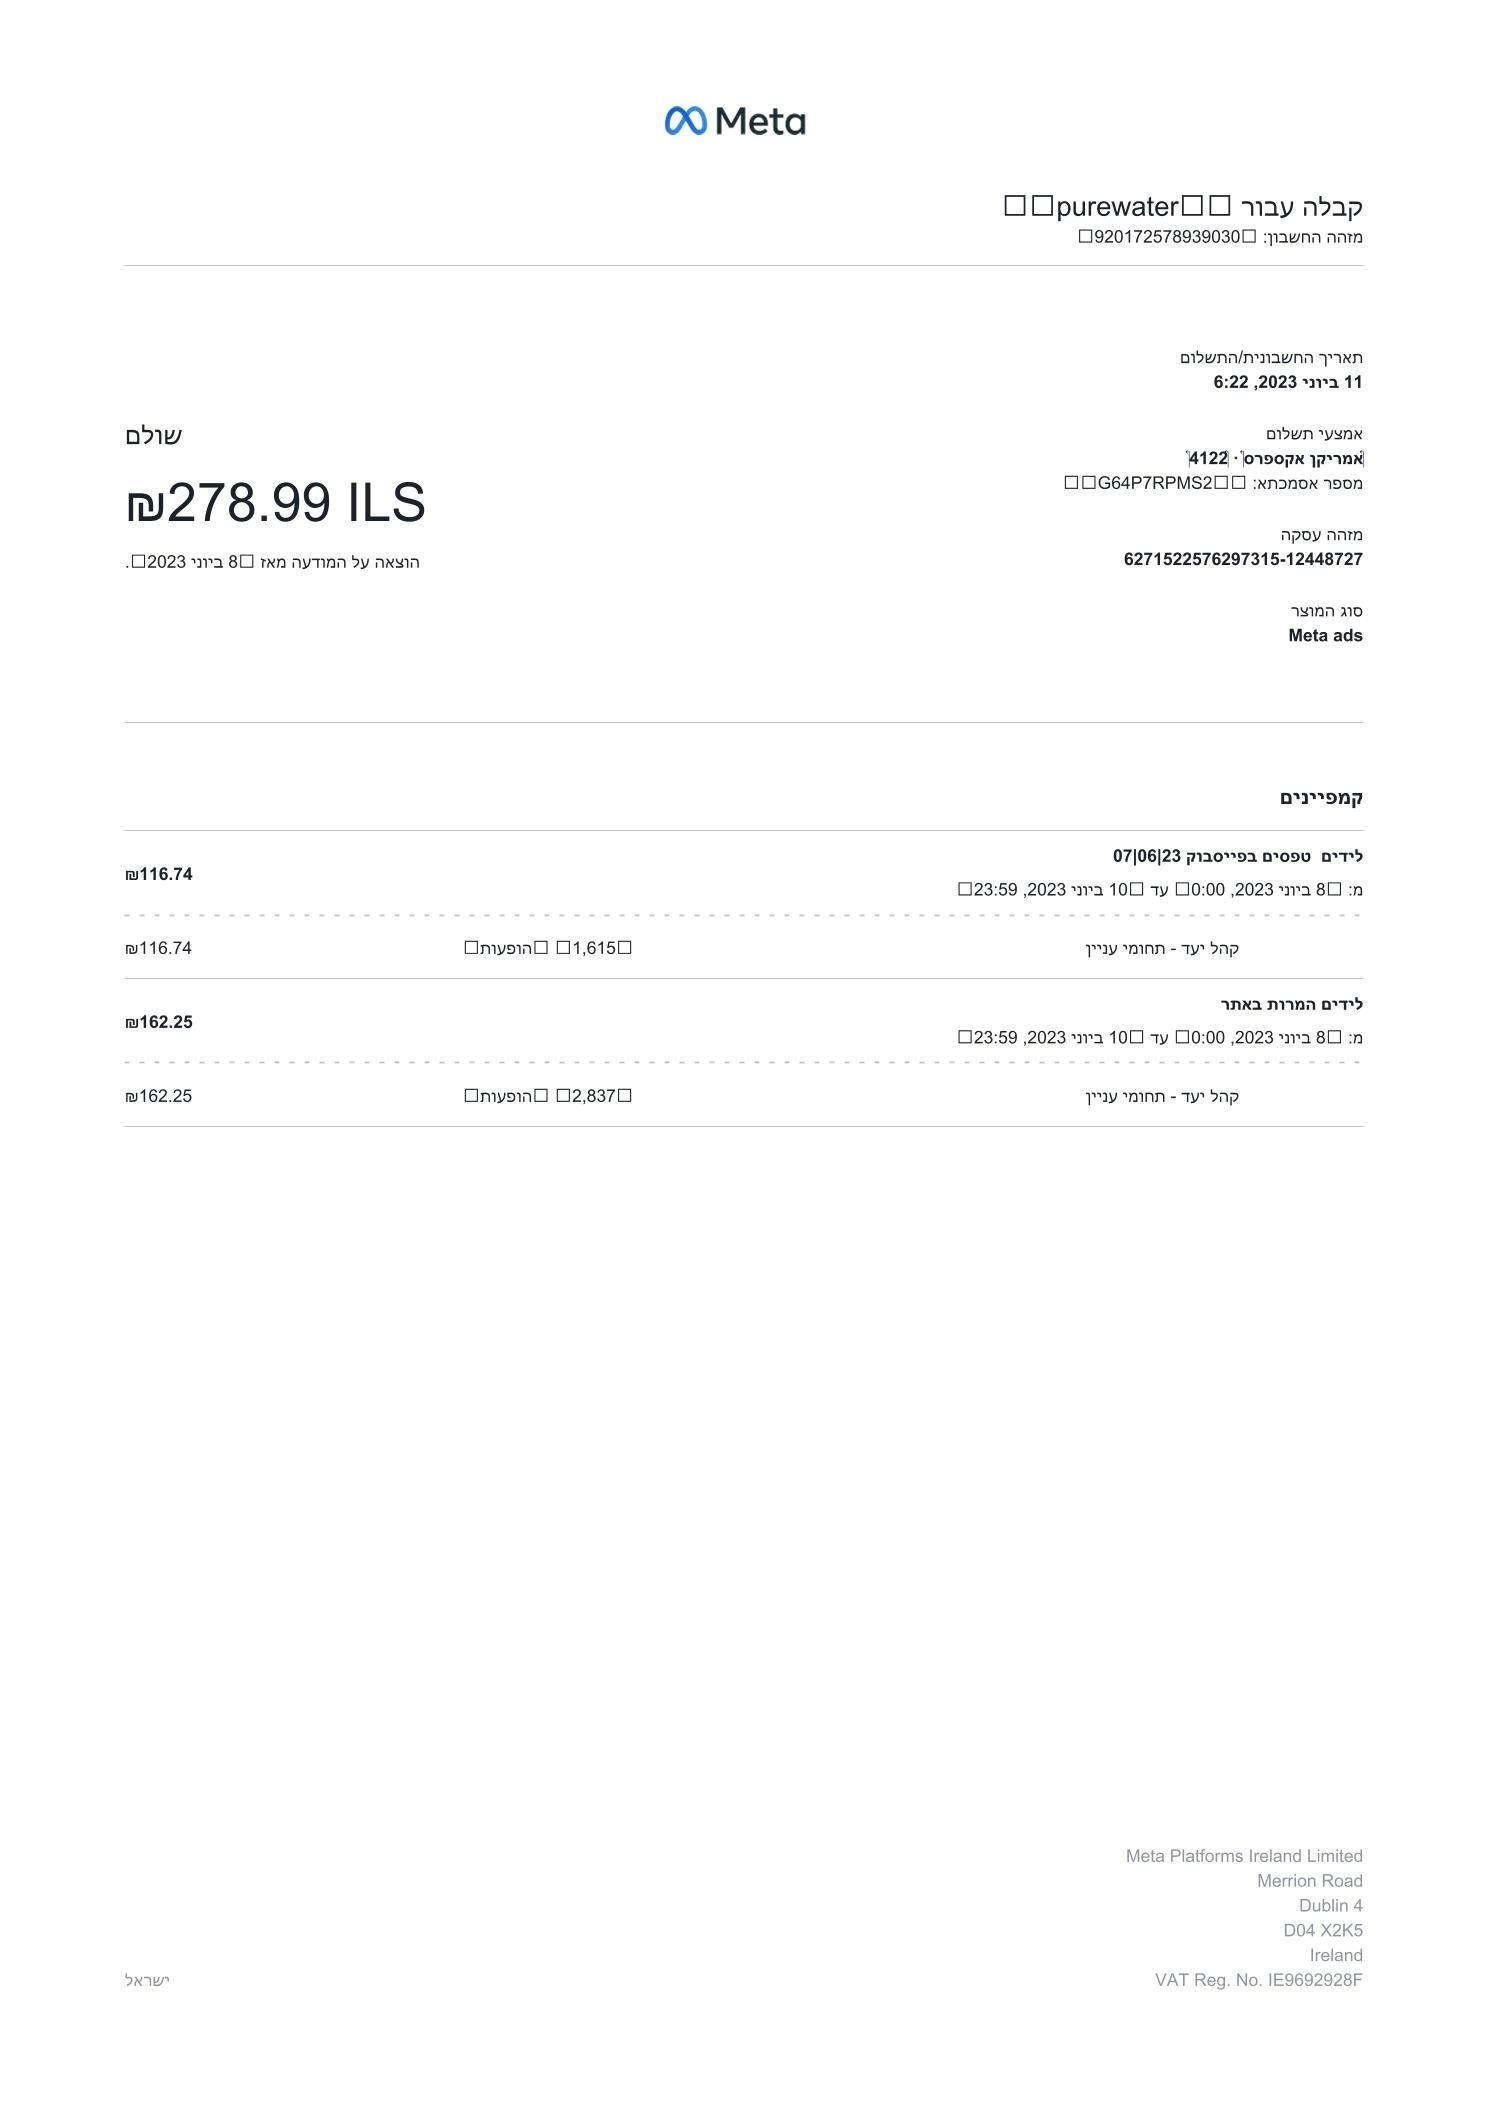 Meta
קבלה עבור purewater
מזהה החשבון: 920172578939030
תאריך החשבונית/התשלום
11 ביוני 2023, 6:22
אמצעי תשלום
אמריקן אקספרס · 4122
מספר אסמכתא: G64P7RPMS2
מזהה עסקה
6271522576297315-12448727
סוג המוצר
Meta ads
שולם
₪278.99 ILS
הוצאה על המודעה מאז 8 ביוני 2023.
קמפיינים
לידים טפסים בפייסבוק 07|06|23
₪116.74
מ: 8 ביוני 2023, 0:00 עד 10 ביוני 2023, 23:59
קהל יעד - תחומי עניין 1,615 הופעות ₪116.74
לידים המרות באתר
₪162.25
מ: 8 ביוני 2023, 0:00 עד 10 ביוני 2023, 23:59
קהל יעד - תחומי עניין 2,837 הופעות ₪162.25
Meta Platforms Ireland Limited
Merrion Road
Dublin 4
D04 X2K5
Ireland
VAT Reg. No. IE9692928F
ישראל